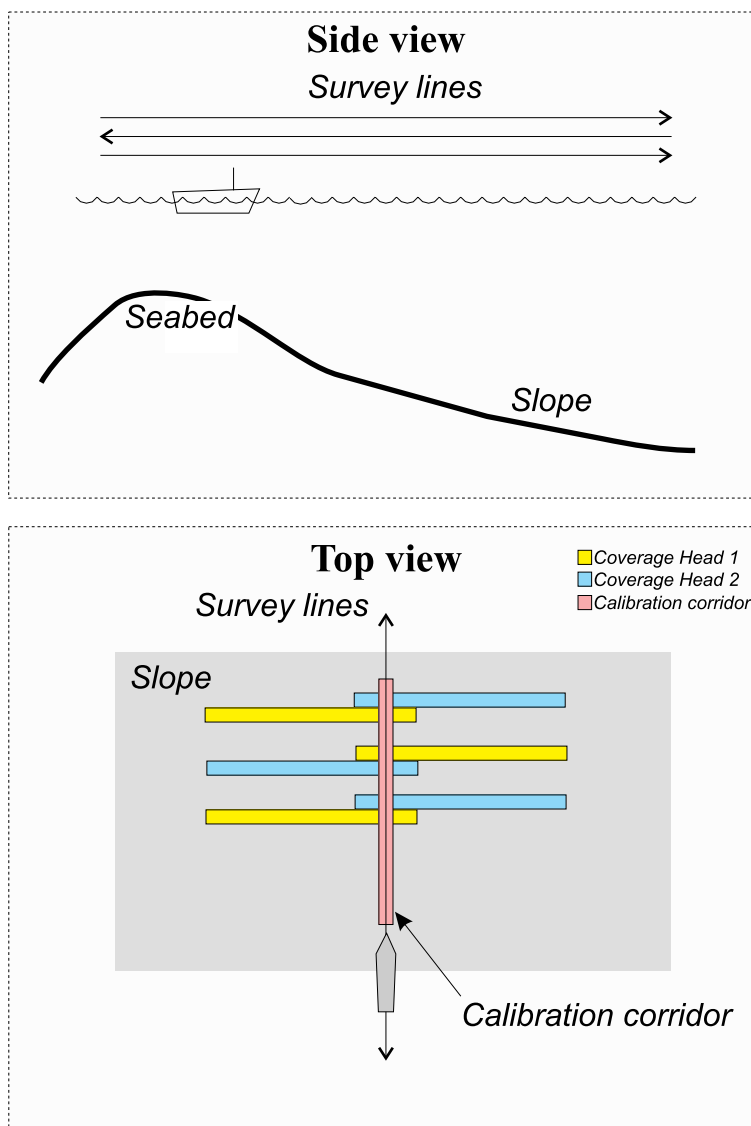 Side view
Survey lines
Seabed
Slope
Top view
Coverage Head 1
Coverage Head 2
Calibration corridor
Survey lines
Slope
Calibration corridor